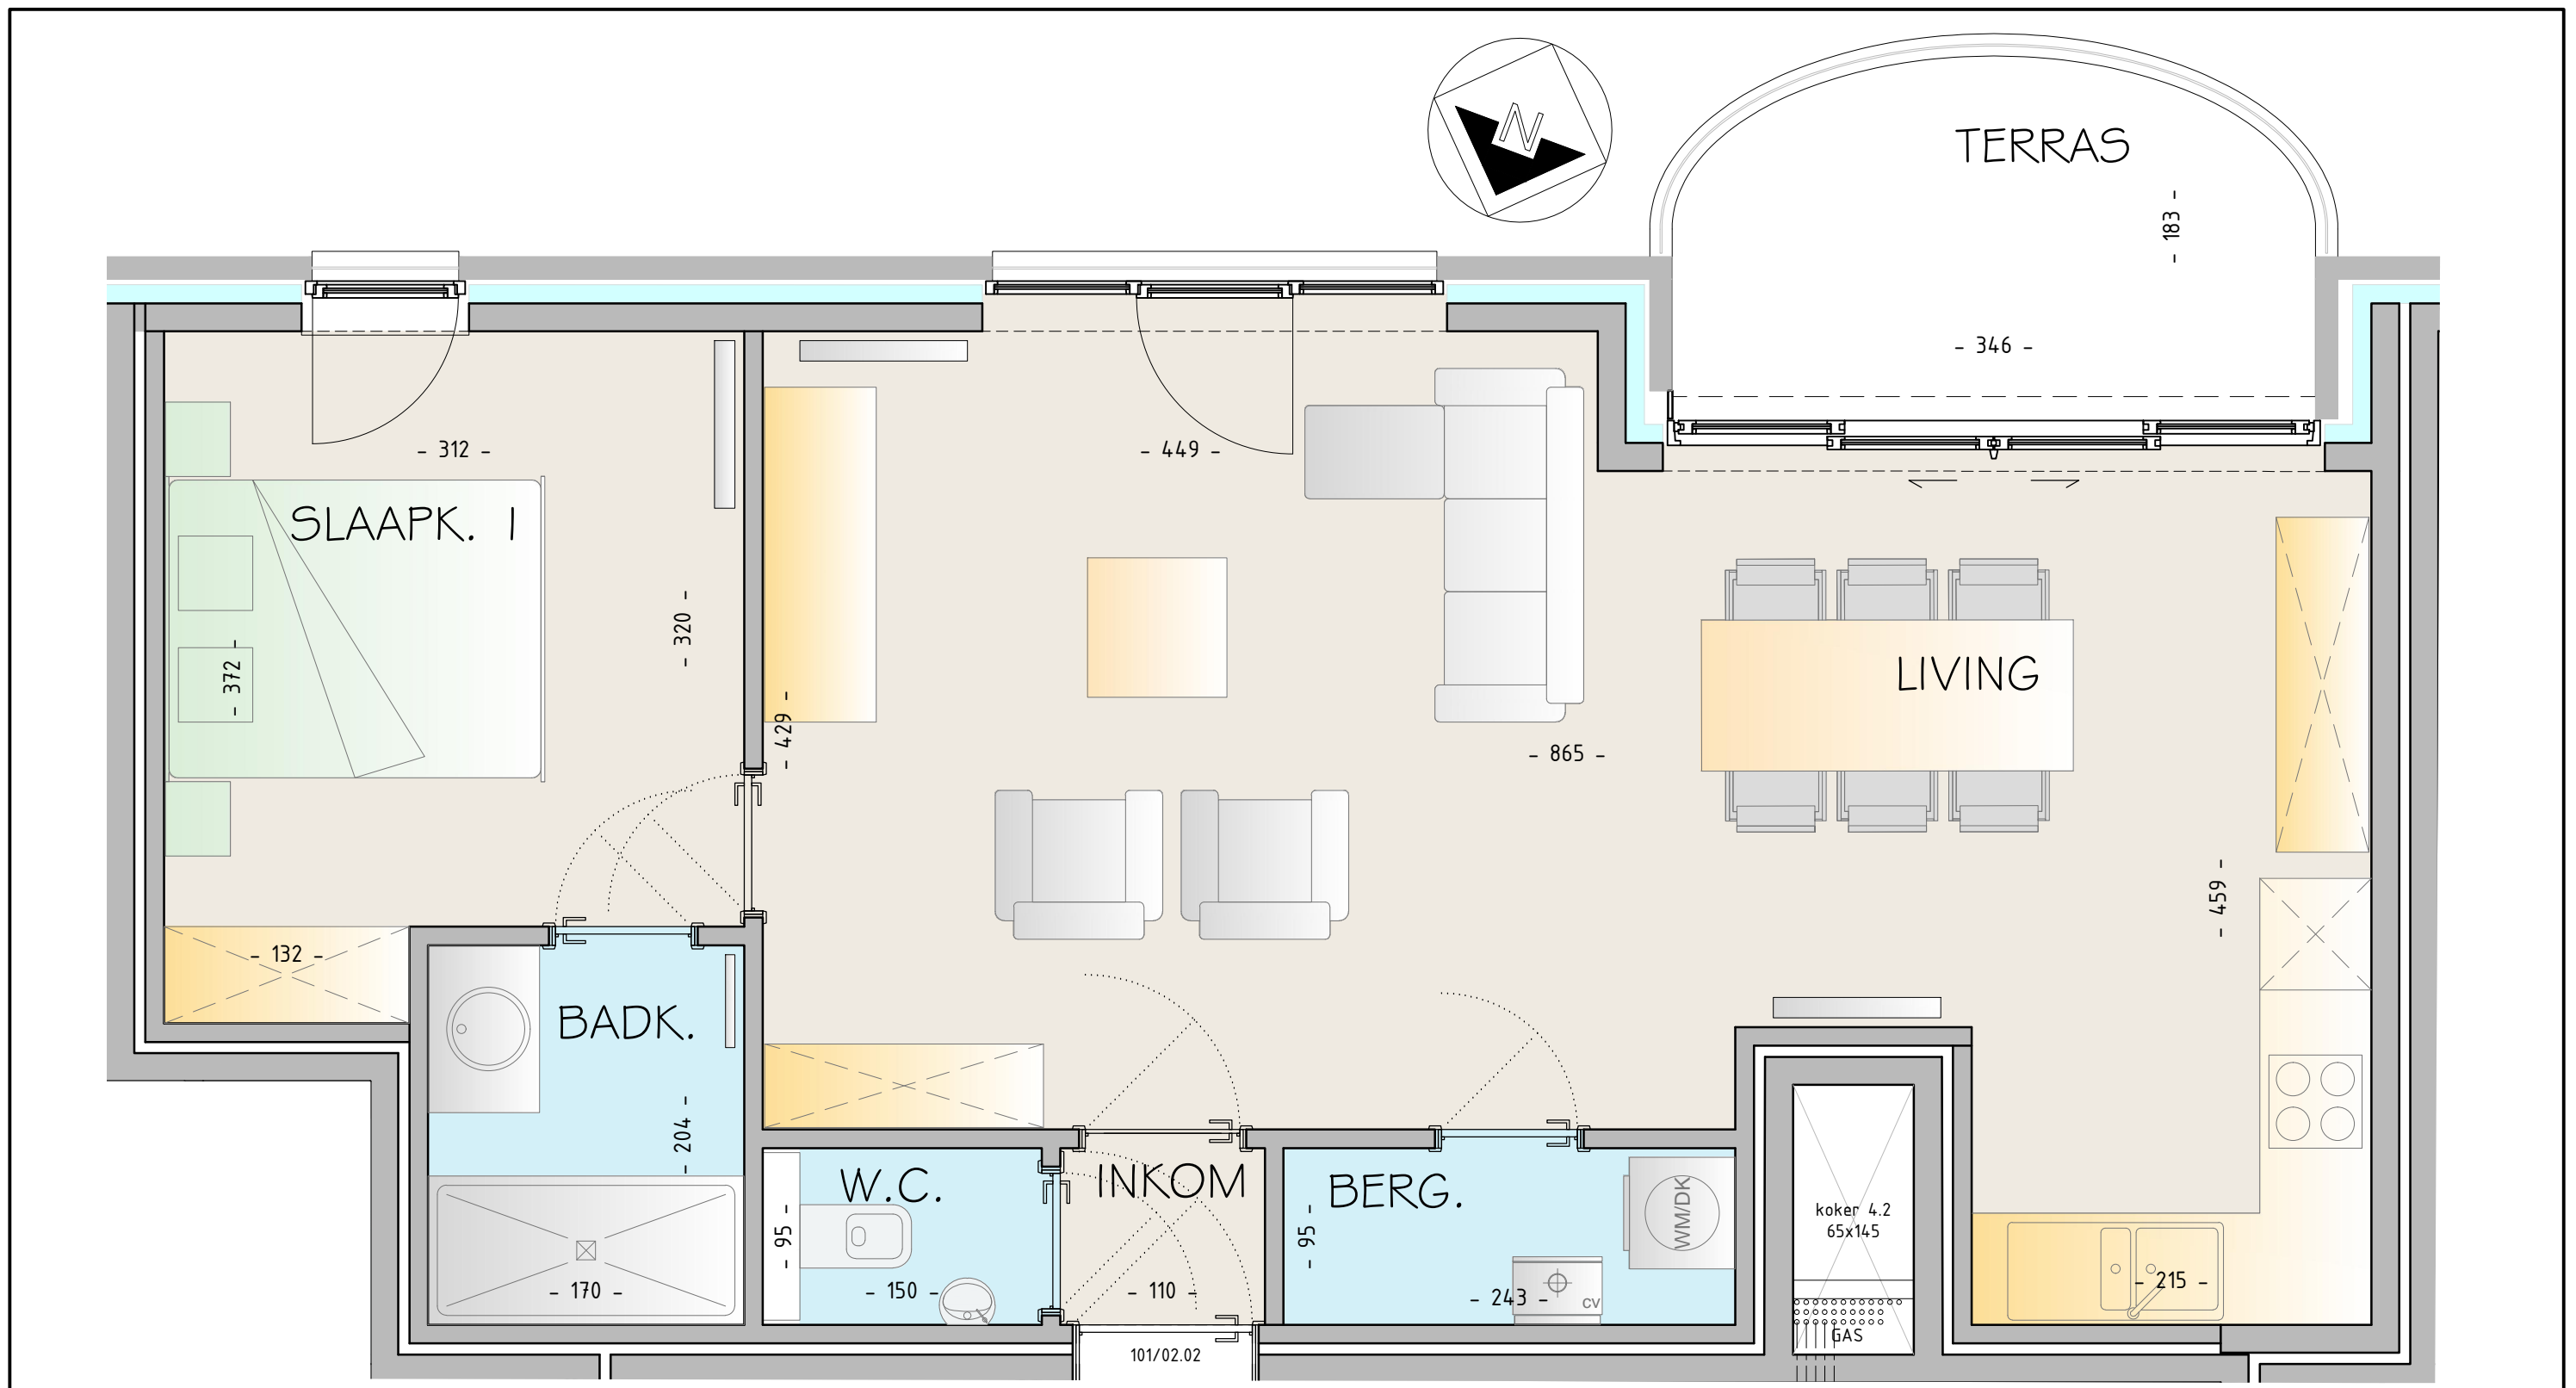 N
TERRAS
- 183 -
- 346 -
- 312 -
- 449 -
SLAAPK. 1
- 320 -
- 372 -
- 429 -
LIVING
- 865 -
- 459 -
- 132 -
BADK.
- 204 -
W.C.
INKOM
BERG.
WM/DK
- 95 -
- 95 -
koker 4.2
65x145
- 170 -
- 150 -
- 110 -
- 243 -
CV
- 215 -
GAS
101/02.02